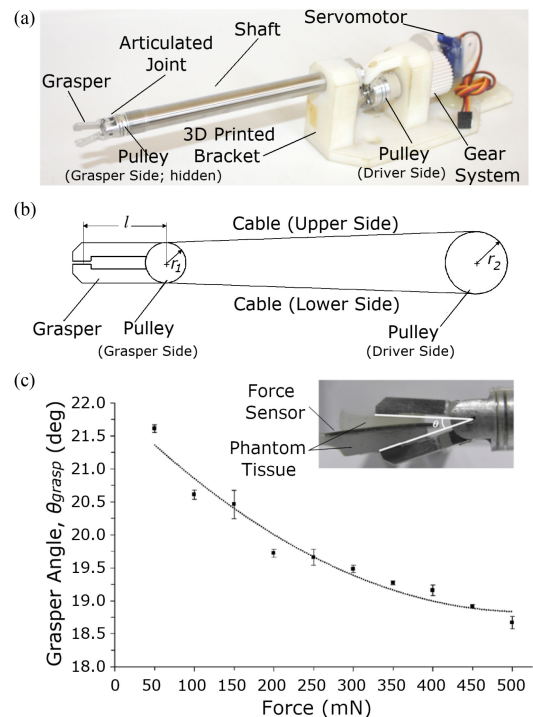 (a)
Articulated
Joint
Shaft
Servomotor
Grasper
Pulley
(Grasper Side; hidden)
3D Printed
Bracket
Pulley
(Driver Side)
Gear
System
(b)
l
Cable (Upper Side)
r1
r2
Cable (Lower Side)
Grasper
Pulley
(Grasper Side)
Pulley
(Driver Side)
(c)
Force
Sensor
Phantom
Tissue
θ
Grasper Angle, θgrasp (deg)
22.0
21.5
21.0
20.5
20.0
19.5
19.0
18.5
18.0
0 50 100 150 200 250 300 350 400 450 500
Force (mN)